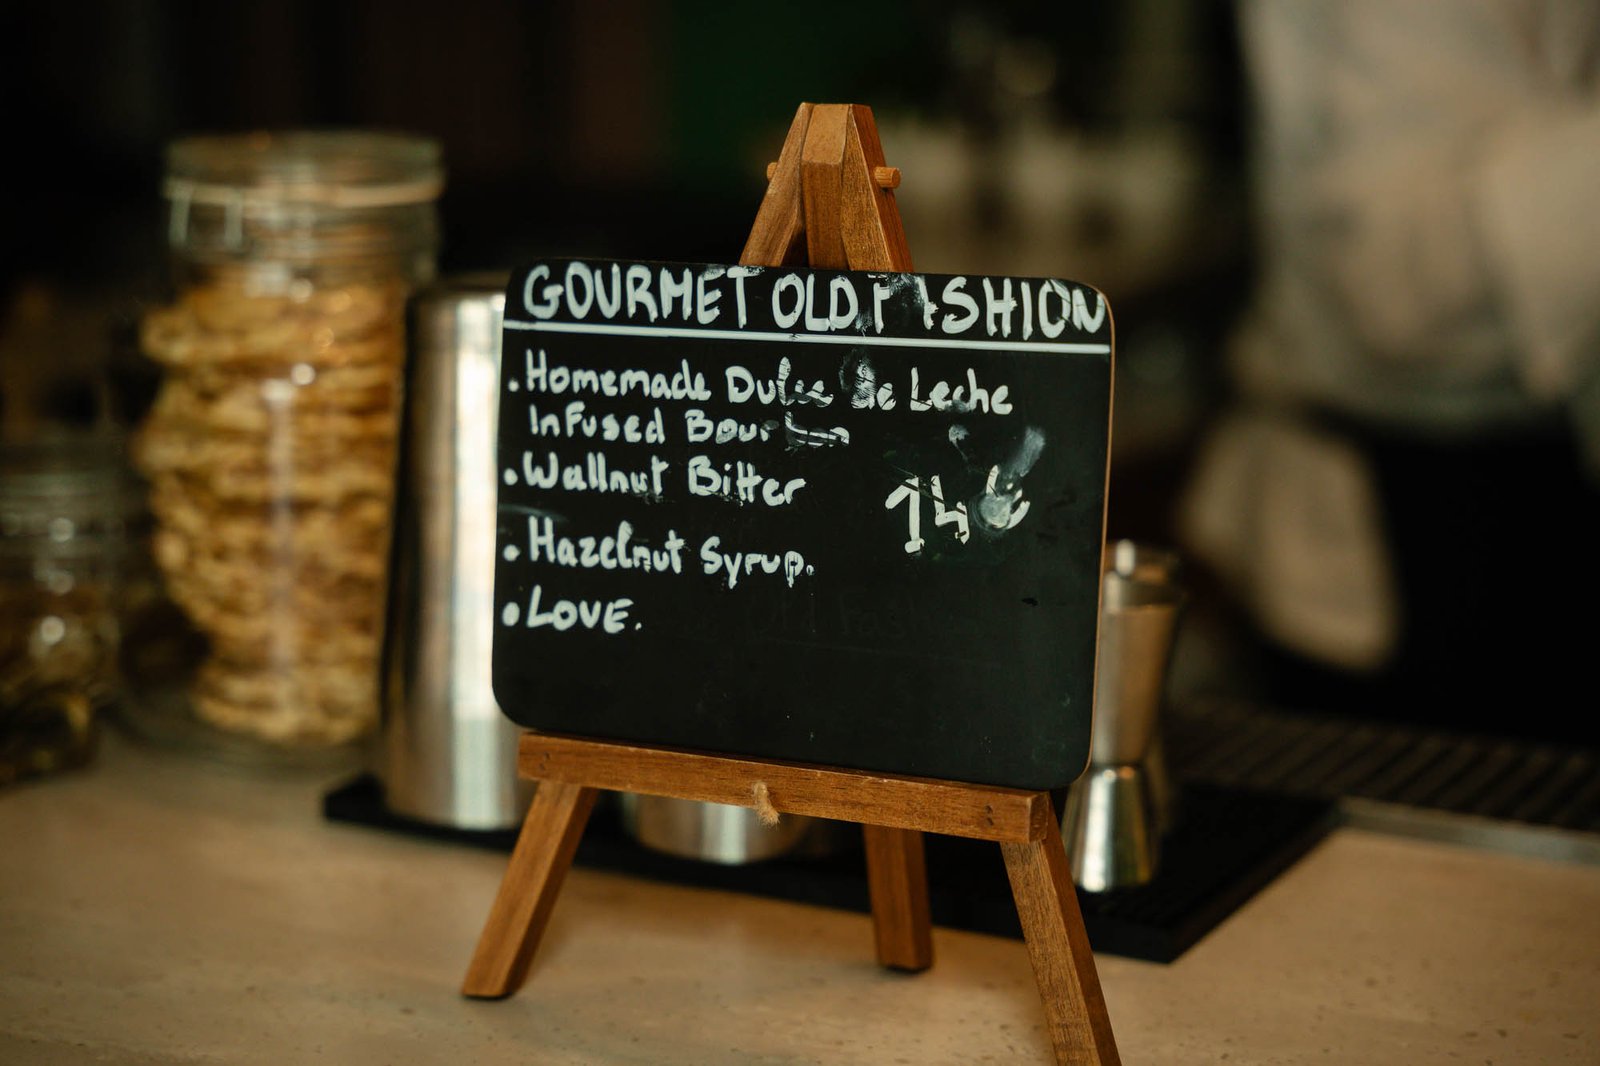 GOURMET OLD FASHION
. Homemade Dulce de Leche
Infused Bourbon
. Wallnut Bitter
14 €
. Hazelnut Syrup.
. LOVE.